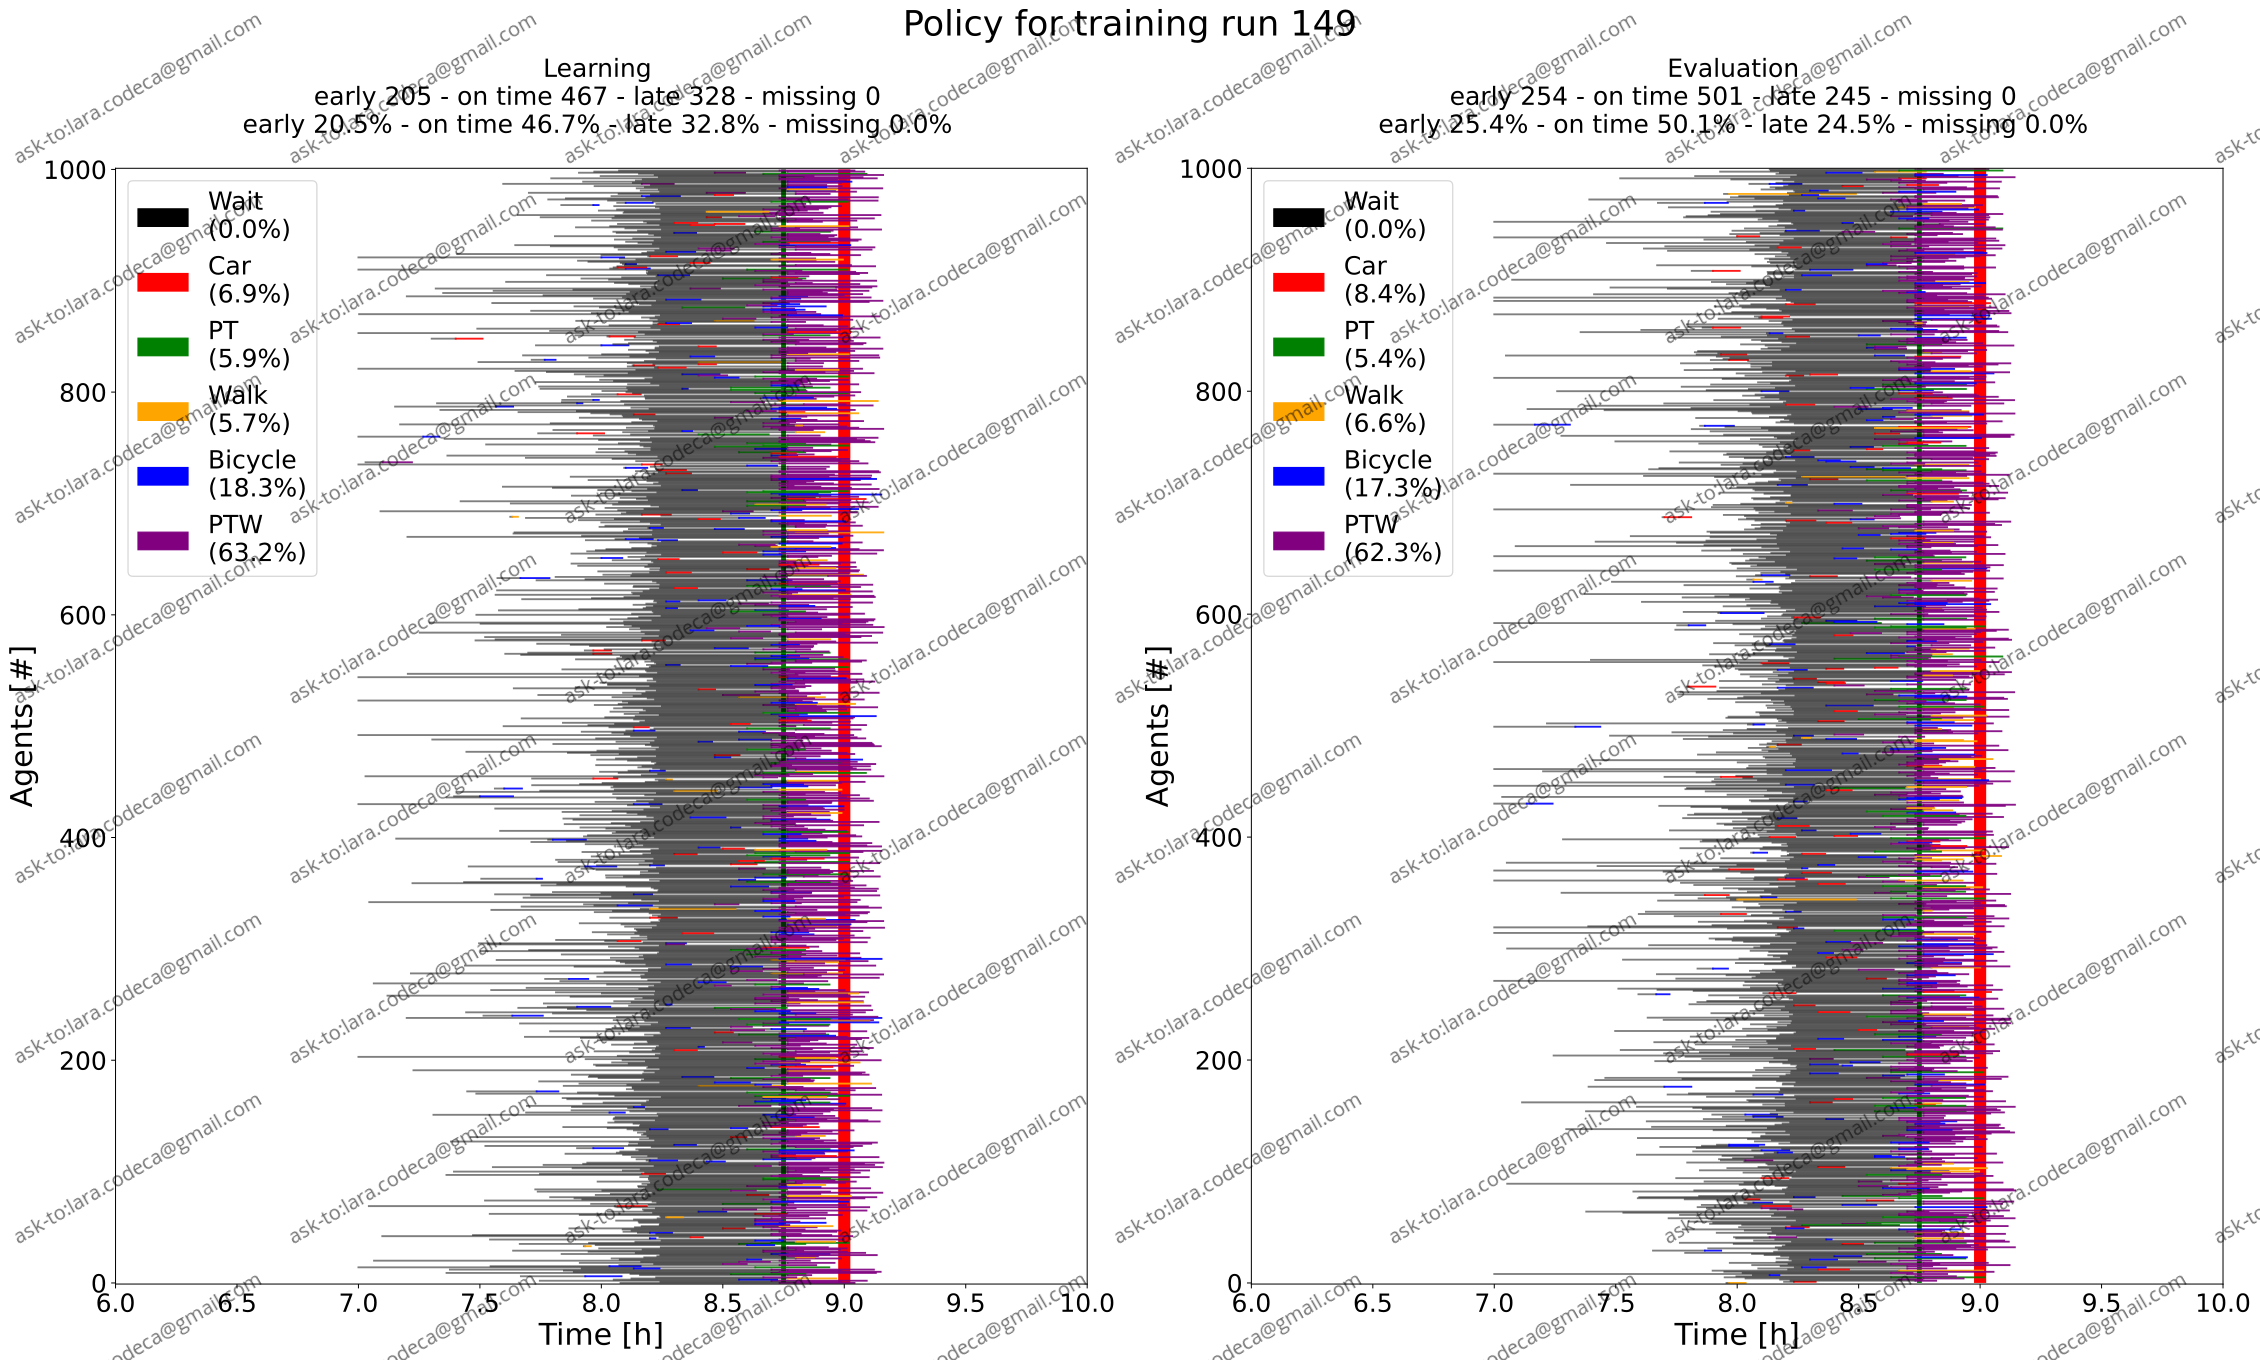 Policy for training run 149
Learning
early 205 - on time 467 - late 328 - missing 0
early 20.5% - on time 46.7% - late 32.8% - missing 0.0%
1000
800
600
400
200
0
Agents [#]
Wait
(0.0%)
Car
(6.9%)
PT
(5.9%)
Walk
(5.7%)
Bicycle
(18.3%)
PTW
(63.2%)
6.0 6.5 7.0 7.5 8.0 8.5 9.0 9.5 10.0
Time [h]
Evaluation
early 254 - on time 501 - late 245 - missing 0
early 25.4% - on time 50.1% - late 24.5% - missing 0.0%
1000
800
600
400
200
0
Agents [#]
Wait
(0.0%)
Car
(8.4%)
PT
(5.4%)
Walk
(6.6%)
Bicycle
(17.3%)
PTW
(62.3%)
6.0 6.5 7.0 7.5 8.0 8.5 9.0 9.5 10.0
Time [h]
ask-to:lara.codeca@gmail.com